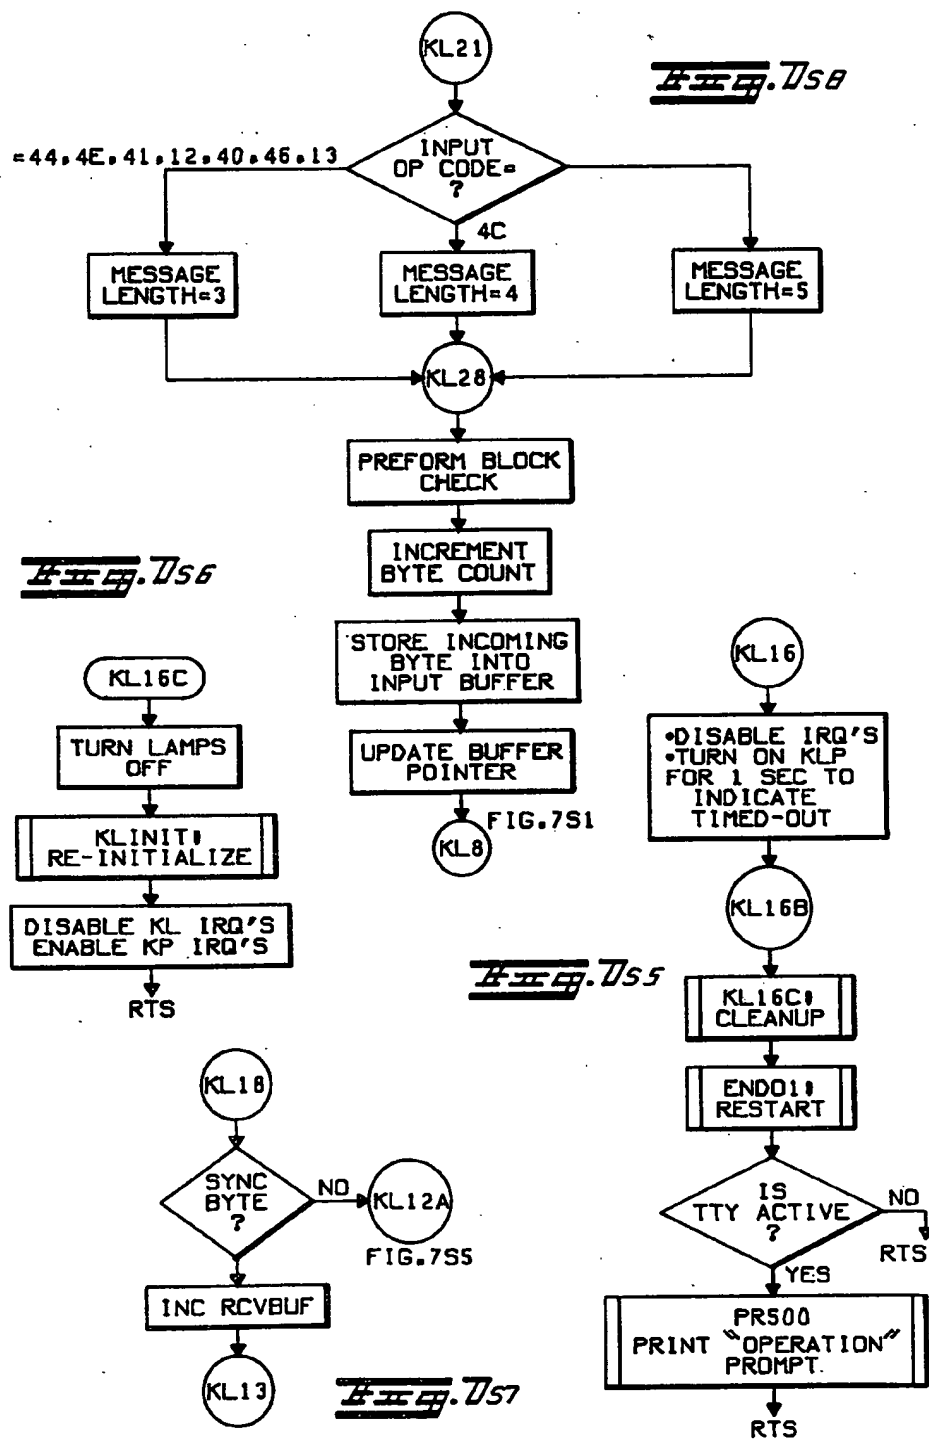 KL21
Fig. 7S8
=44,4E,41,12,40,46,13
INPUT
OP CODE=
?
4C
MESSAGE
LENGTH=3
MESSAGE
LENGTH=4
MESSAGE
LENGTH=5
KL28
PREFORM BLOCK
CHECK
INCREMENT
BYTE COUNT
STORE INCOMING
BYTE INTO
INPUT BUFFER
UPDATE BUFFER
POINTER
FIG.7S1
KL8
Fig. 7S6
KL16C
TURN LAMPS
OFF
KLINIT:
RE-INITIALIZE
DISABLE KL IRQ'S
ENABLE KP IRQ'S
RTS
KL16
•DISABLE IRQ'S
•TURN ON KLP
FOR 1 SEC TO
INDICATE
TIMED-OUT
KL16B
Fig. 7S5
KL16C:
CLEANUP
END01:
RESTART
IS
TTY ACTIVE
?
NO
RTS
YES
PR500
PRINT "OPERATION"
PROMPT.
RTS
KL18
SYNC
BYTE
?
NO
KL12A
FIG.7S5
INC RCVBUF
KL13
Fig. 7S7